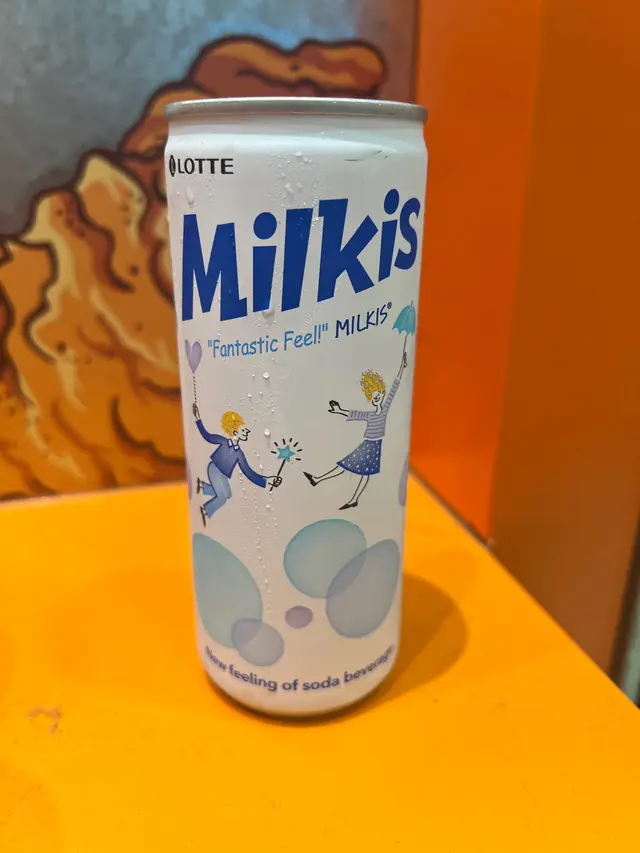 LOTTE
Milkis
"Fantastic Feel!" MILKIS®
New feeling of soda beverage